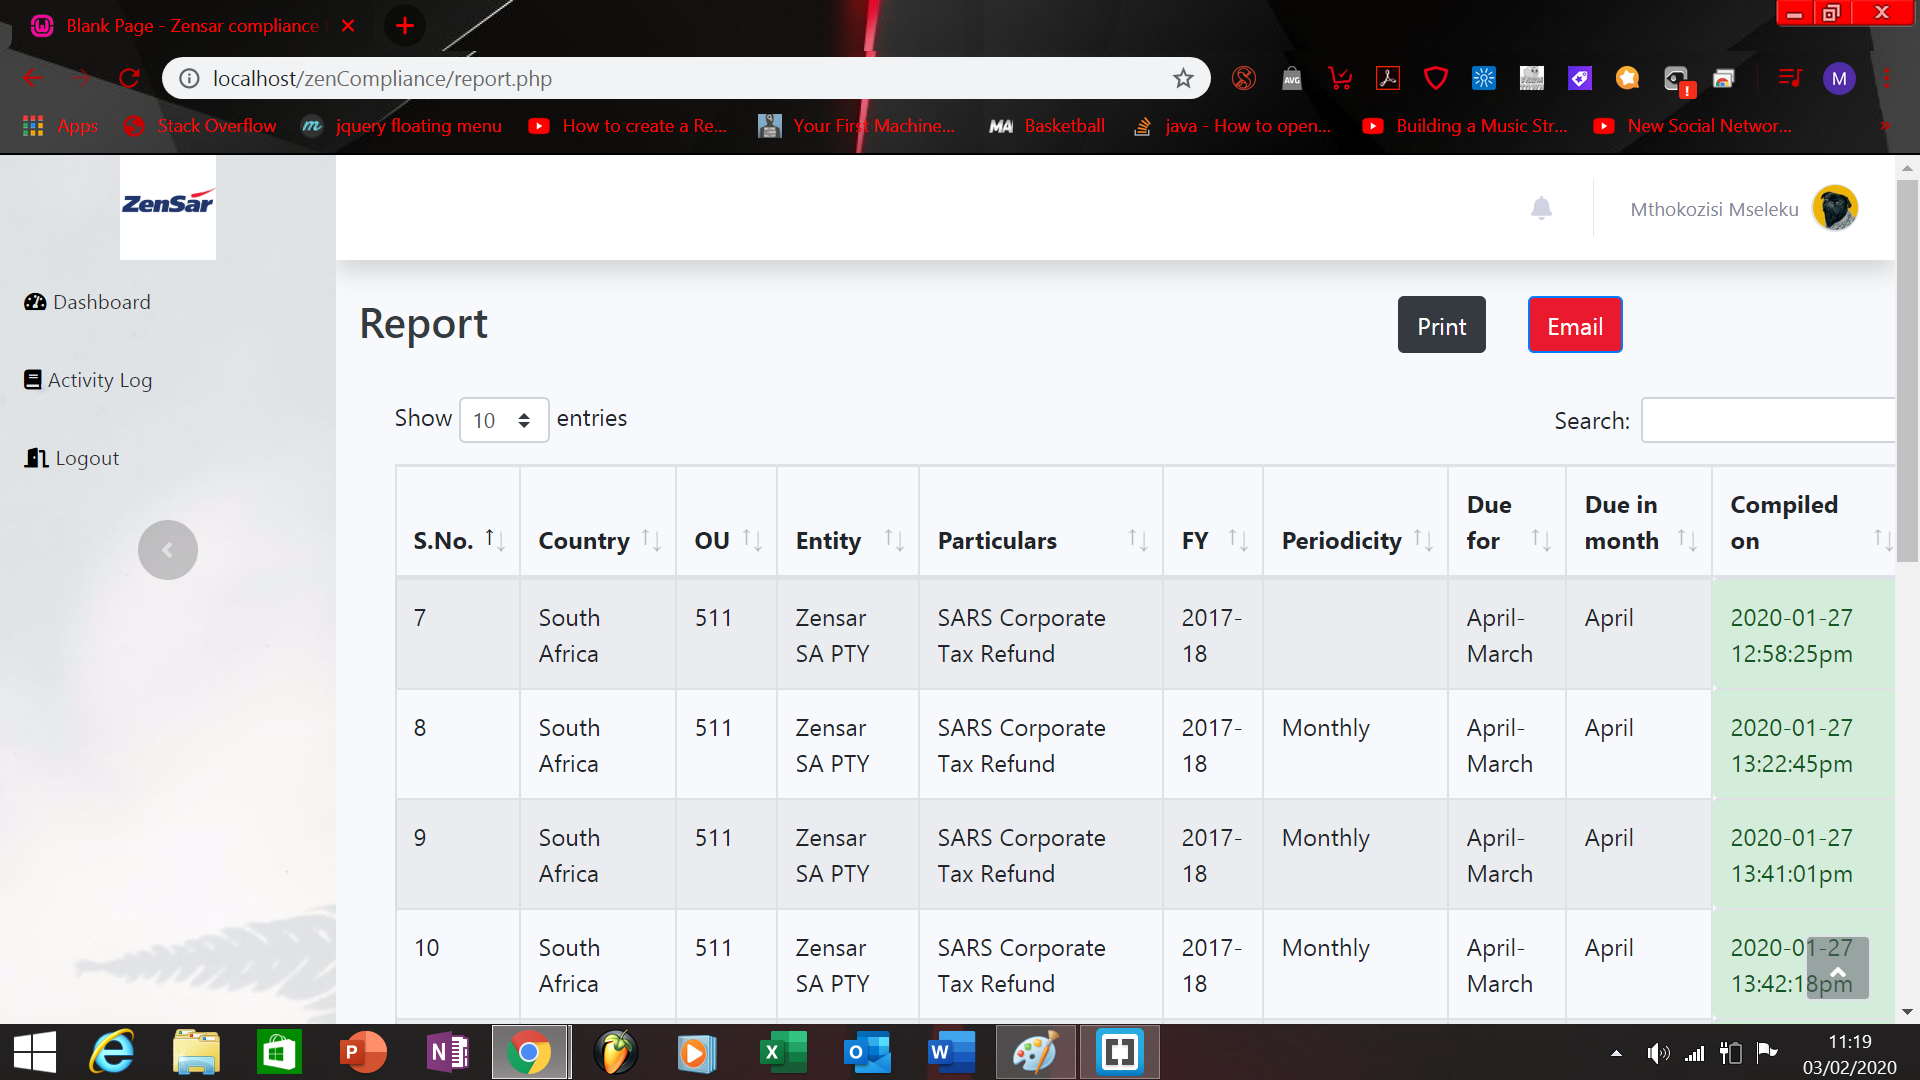 Blank Page - Zensar compliance
localhost/zenCompliance/report.php
AVG
M
Apps
Stack Overflow
jquery floating menu
How to create a Re...
Your First Machine...
MA Basketball
java - How to open...
Building a Music Str...
New Social Networ...
ZenSar
Mthokozisi Mseleku
Dashboard
Activity Log
Logout
Report
Print
Email
Show 10 entries
Search:
S.No. Country OU Entity Particulars FY Periodicity Due for Due in month Compiled on
7 South Africa 511 Zensar SA PTY SARS Corporate Tax Refund 2017-18 April-March April 2020-01-27 12:58:25pm
8 South Africa 511 Zensar SA PTY SARS Corporate Tax Refund 2017-18 Monthly April-March April 2020-01-27 13:22:45pm
9 South Africa 511 Zensar SA PTY SARS Corporate Tax Refund 2017-18 Monthly April-March April 2020-01-27 13:41:01pm
10 South Africa 511 Zensar SA PTY SARS Corporate Tax Refund 2017-18 Monthly April-March April 2020-01-27 13:42:18pm
11:19
03/02/2020